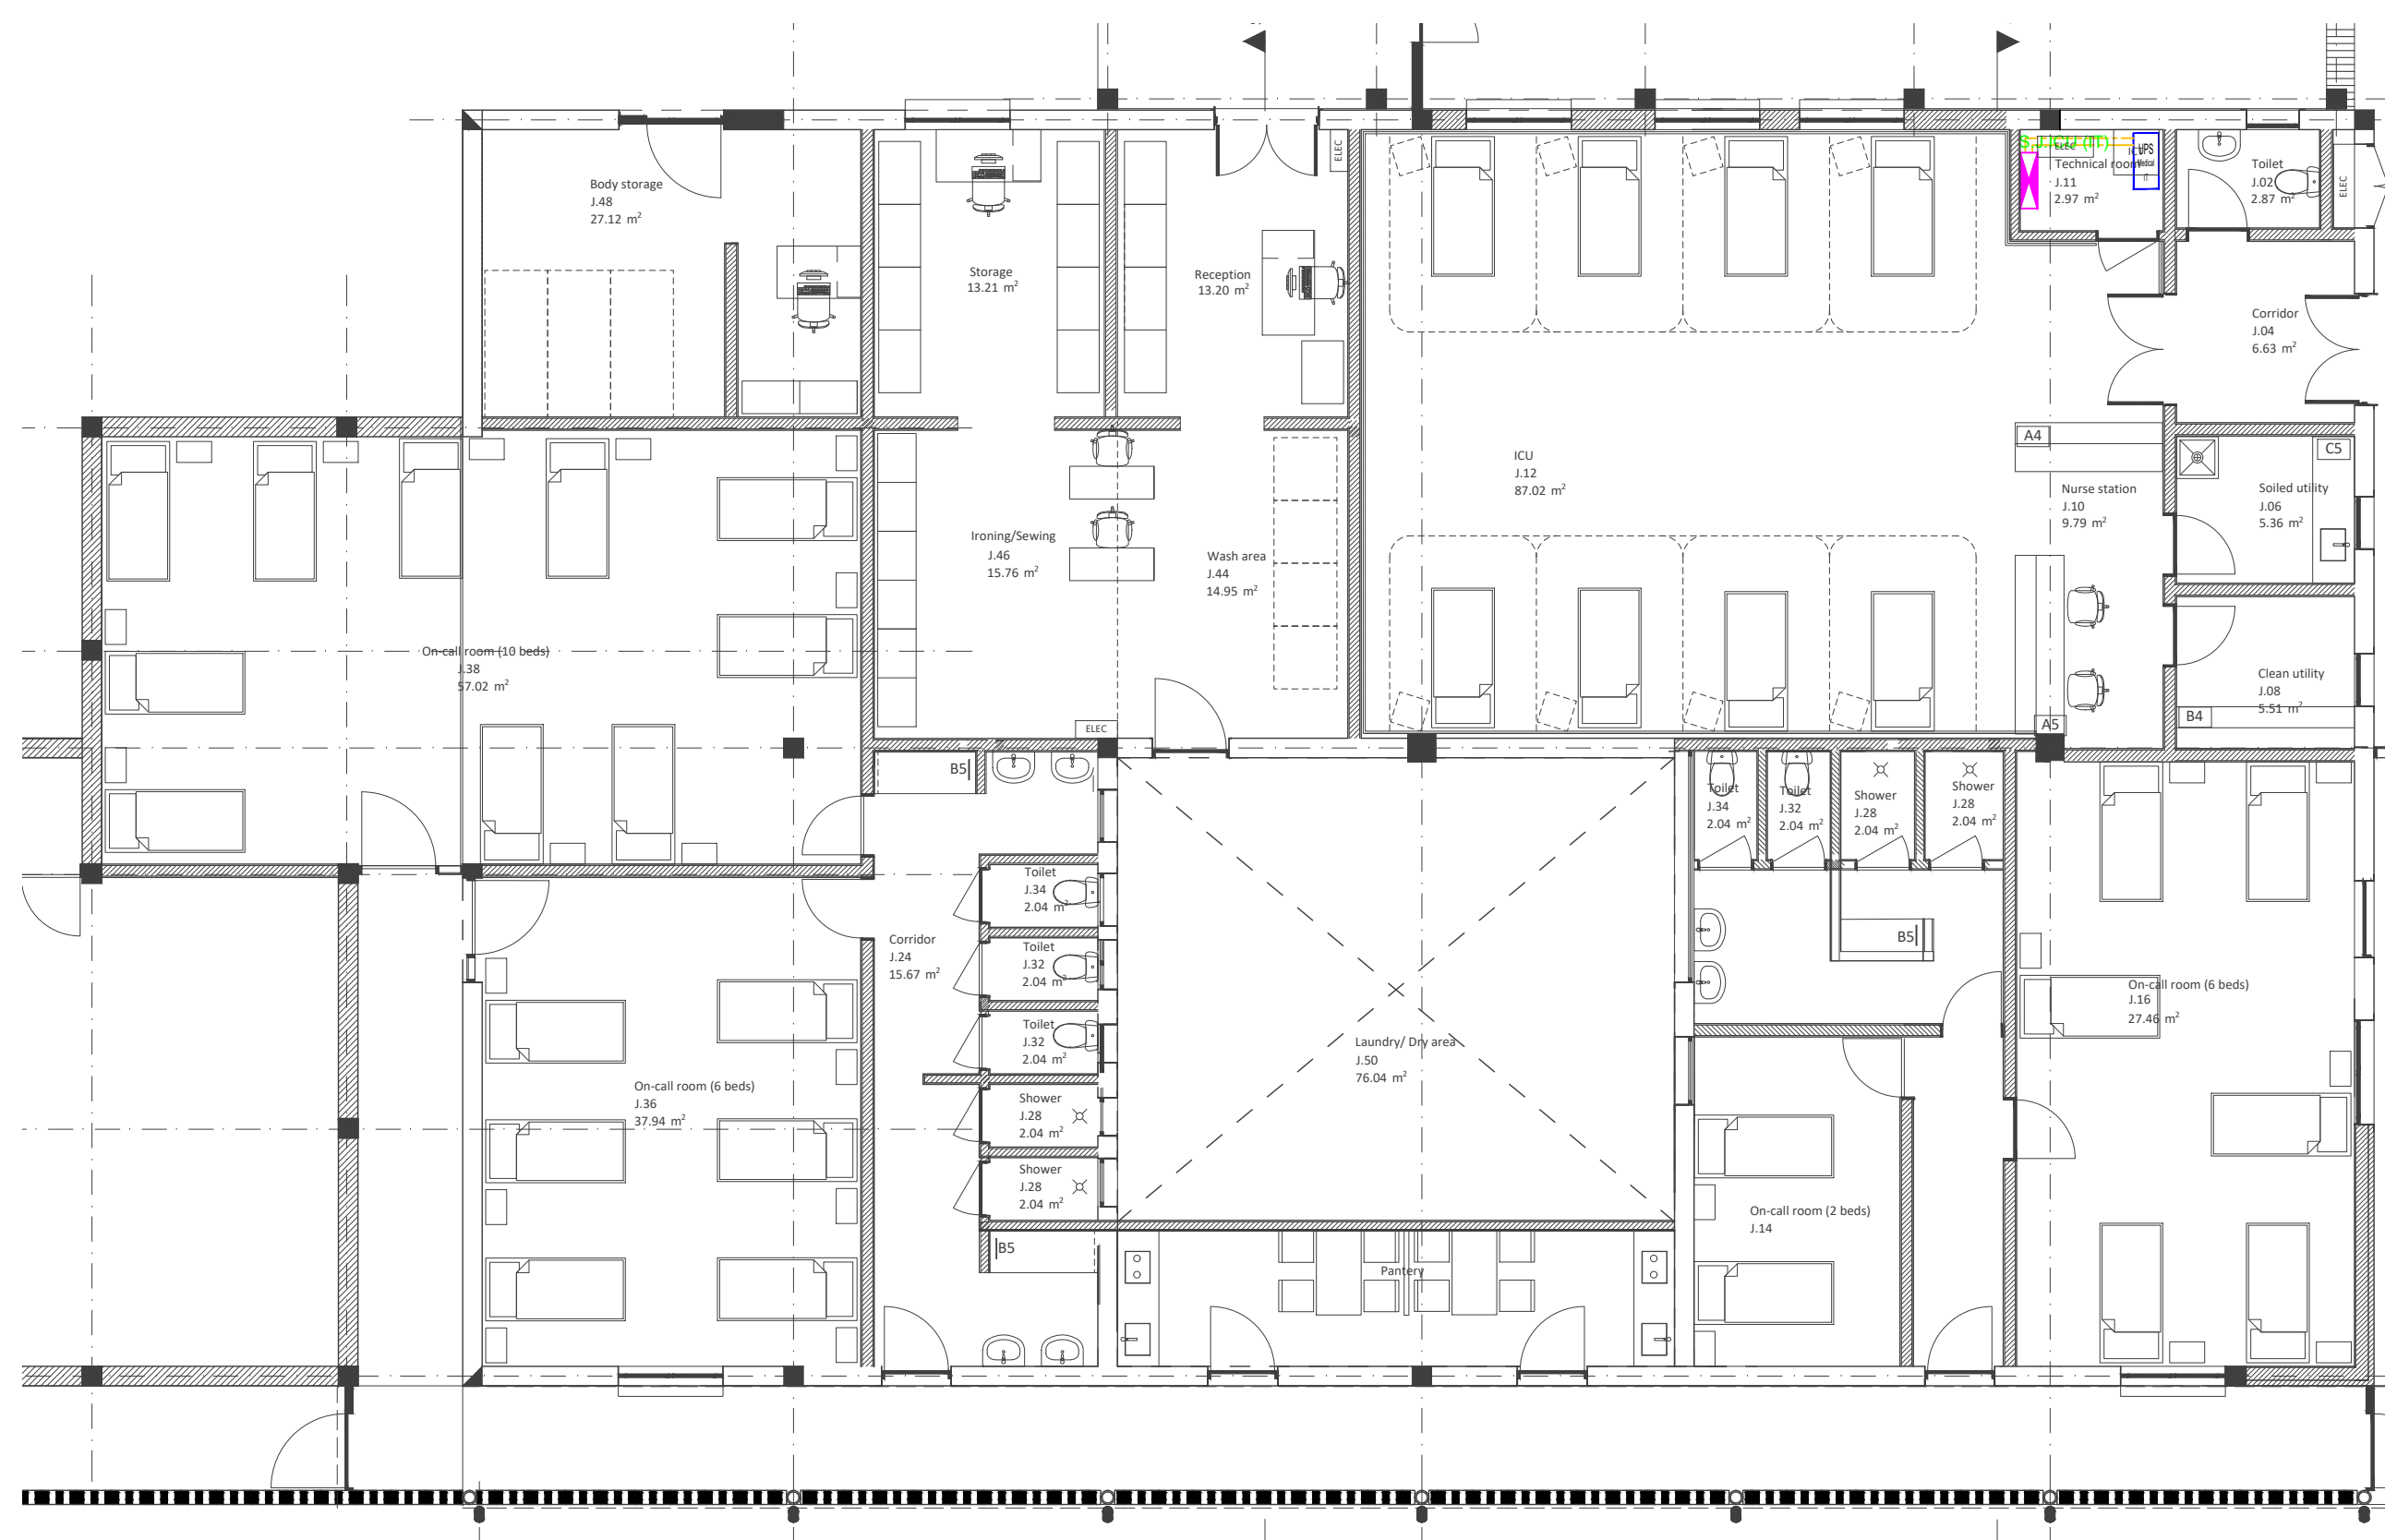 Body storage
J.48
27.12 m²
Storage
13.21 m²
Reception
13.20 m²
ELEC
S.J.ICU (IT)
ELEC
UPS
Medical
IT
Technical room
J.11
2.97 m²
Toilet
J.02
2.87 m²
ELEC
Corridor
J.04
6.63 m²
ICU
J.12
87.02 m²
A4
Nurse station
J.10
9.79 m²
C5
Soiled utility
J.06
5.36 m²
Clean utility
J.08
5.51 m²
B4
A5
Ironing/Sewing
J.46
15.76 m²
Wash area
J.44
14.95 m²
ELEC
On-call room (10 beds)
J.38
57.02 m²
B5
Toilet
J.34
2.04 m²
Toilet
J.32
2.04 m²
Shower
J.28
2.04 m²
Shower
J.28
2.04 m²
Toilet
J.34
2.04 m²
Corridor
J.24
15.67 m²
Toilet
J.32
2.04 m²
Toilet
J.32
2.04 m²
Shower
J.28
2.04 m²
Shower
J.28
2.04 m²
B5
B5
Laundry/ Dry area
J.50
76.04 m²
On-call room (6 beds)
J.16
27.46 m²
On-call room (6 beds)
J.36
37.94 m²
On-call room (2 beds)
J.14
Pantery